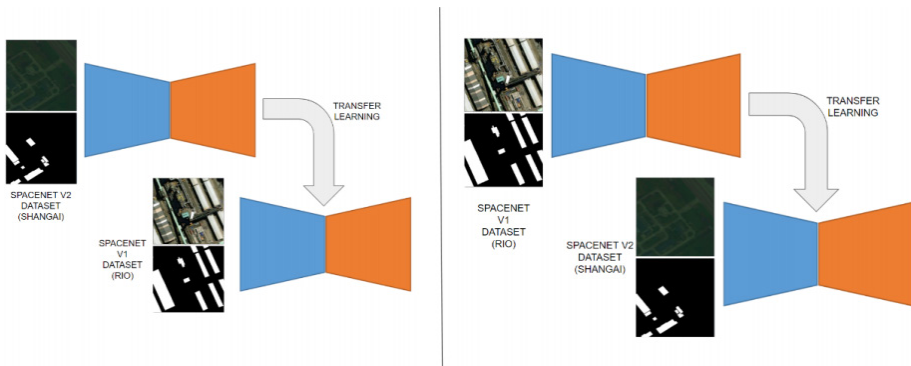 TRANSFER
LEARNING
SPACENET V2
DATASET
(SHANGAI)
SPACENET
V1
DATASET
(RIO)
TRANSFER
LEARNING
SPACENET
V1
DATASET
(RIO)
SPACENET V2
DATASET
(SHANGAI)